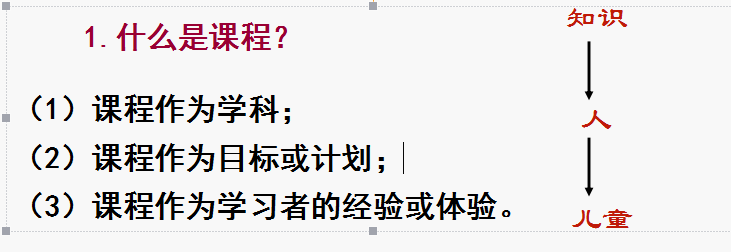 1.什么是课程?
(1)课程作为学科;
(2)课程作为目标或计划;
(3)课程作为学习者的经验或体验。
知识
人
儿童